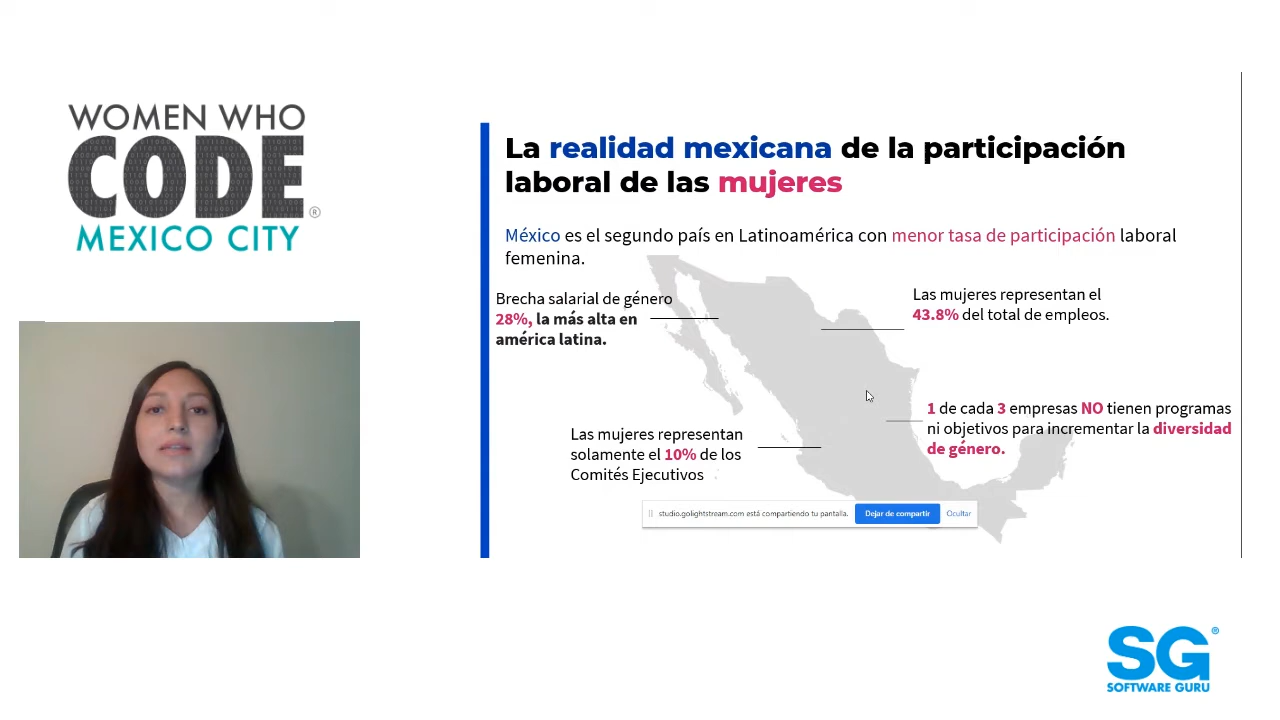 WOMEN WHO
CODE
®
MEXICO CITY
La realidad mexicana de la participación
laboral de las mujeres
México es el segundo país en Latinoamérica con menor tasa de participación laboral
femenina.
Brecha salarial de género
28%, la más alta en
américa latina.
Las mujeres representan el
43.8% del total de empleos.
1 de cada 3 empresas NO tienen programas
ni objetivos para incrementar la diversidad
de género.
Las mujeres representan
solamente el 10% de los
Comités Ejecutivos
studio.golightstream.com está compartiendo tu pantalla. Dejar de compartir Ocultar
SG®
SOFTWARE GURU